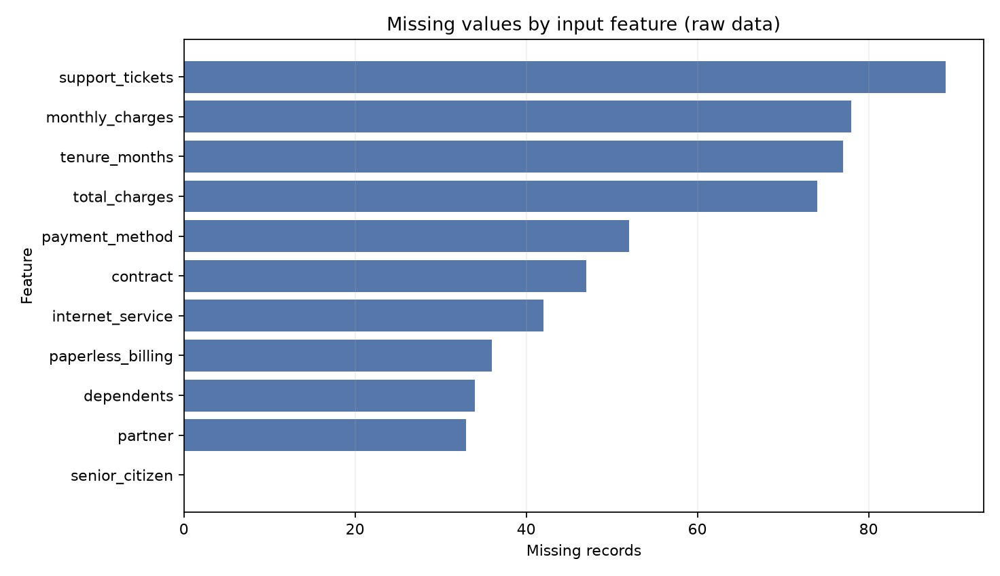 Missing values by input feature (raw data)
support_tickets
monthly_charges
tenure_months
total_charges
payment_method
contract
internet_service
paperless_billing
dependents
partner
senior_citizen
Feature
0 20 40 60 80
Missing records